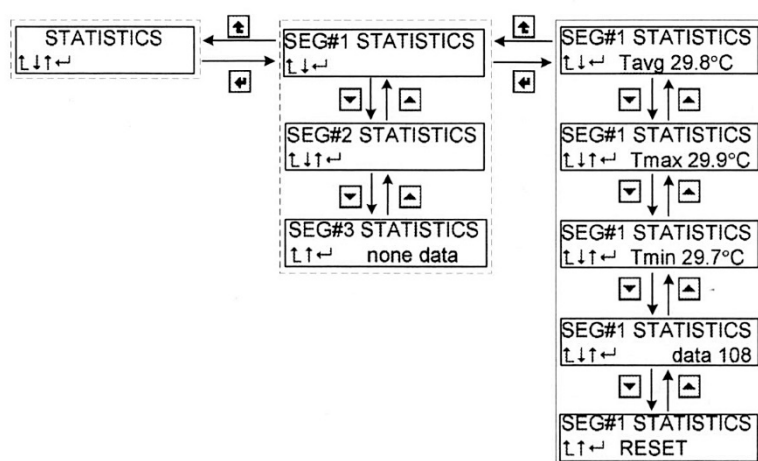 STATISTICS
↥↓↑↵
SEG#1 STATISTICS
↥↓↵
SEG#2 STATISTICS
↥↓↑↵
SEG#3 STATISTICS
↥↑↵ none data
SEG#1 STATISTICS
↥↓↵ Tavg 29.8°C
SEG#1 STATISTICS
↥↓↑↵ Tmax 29.9°C
SEG#1 STATISTICS
↥↓↑↵ Tmin 29.7°C
SEG#1 STATISTICS
↥↓↑↵ data 108
SEG#1 STATISTICS
↥↑↵ RESET